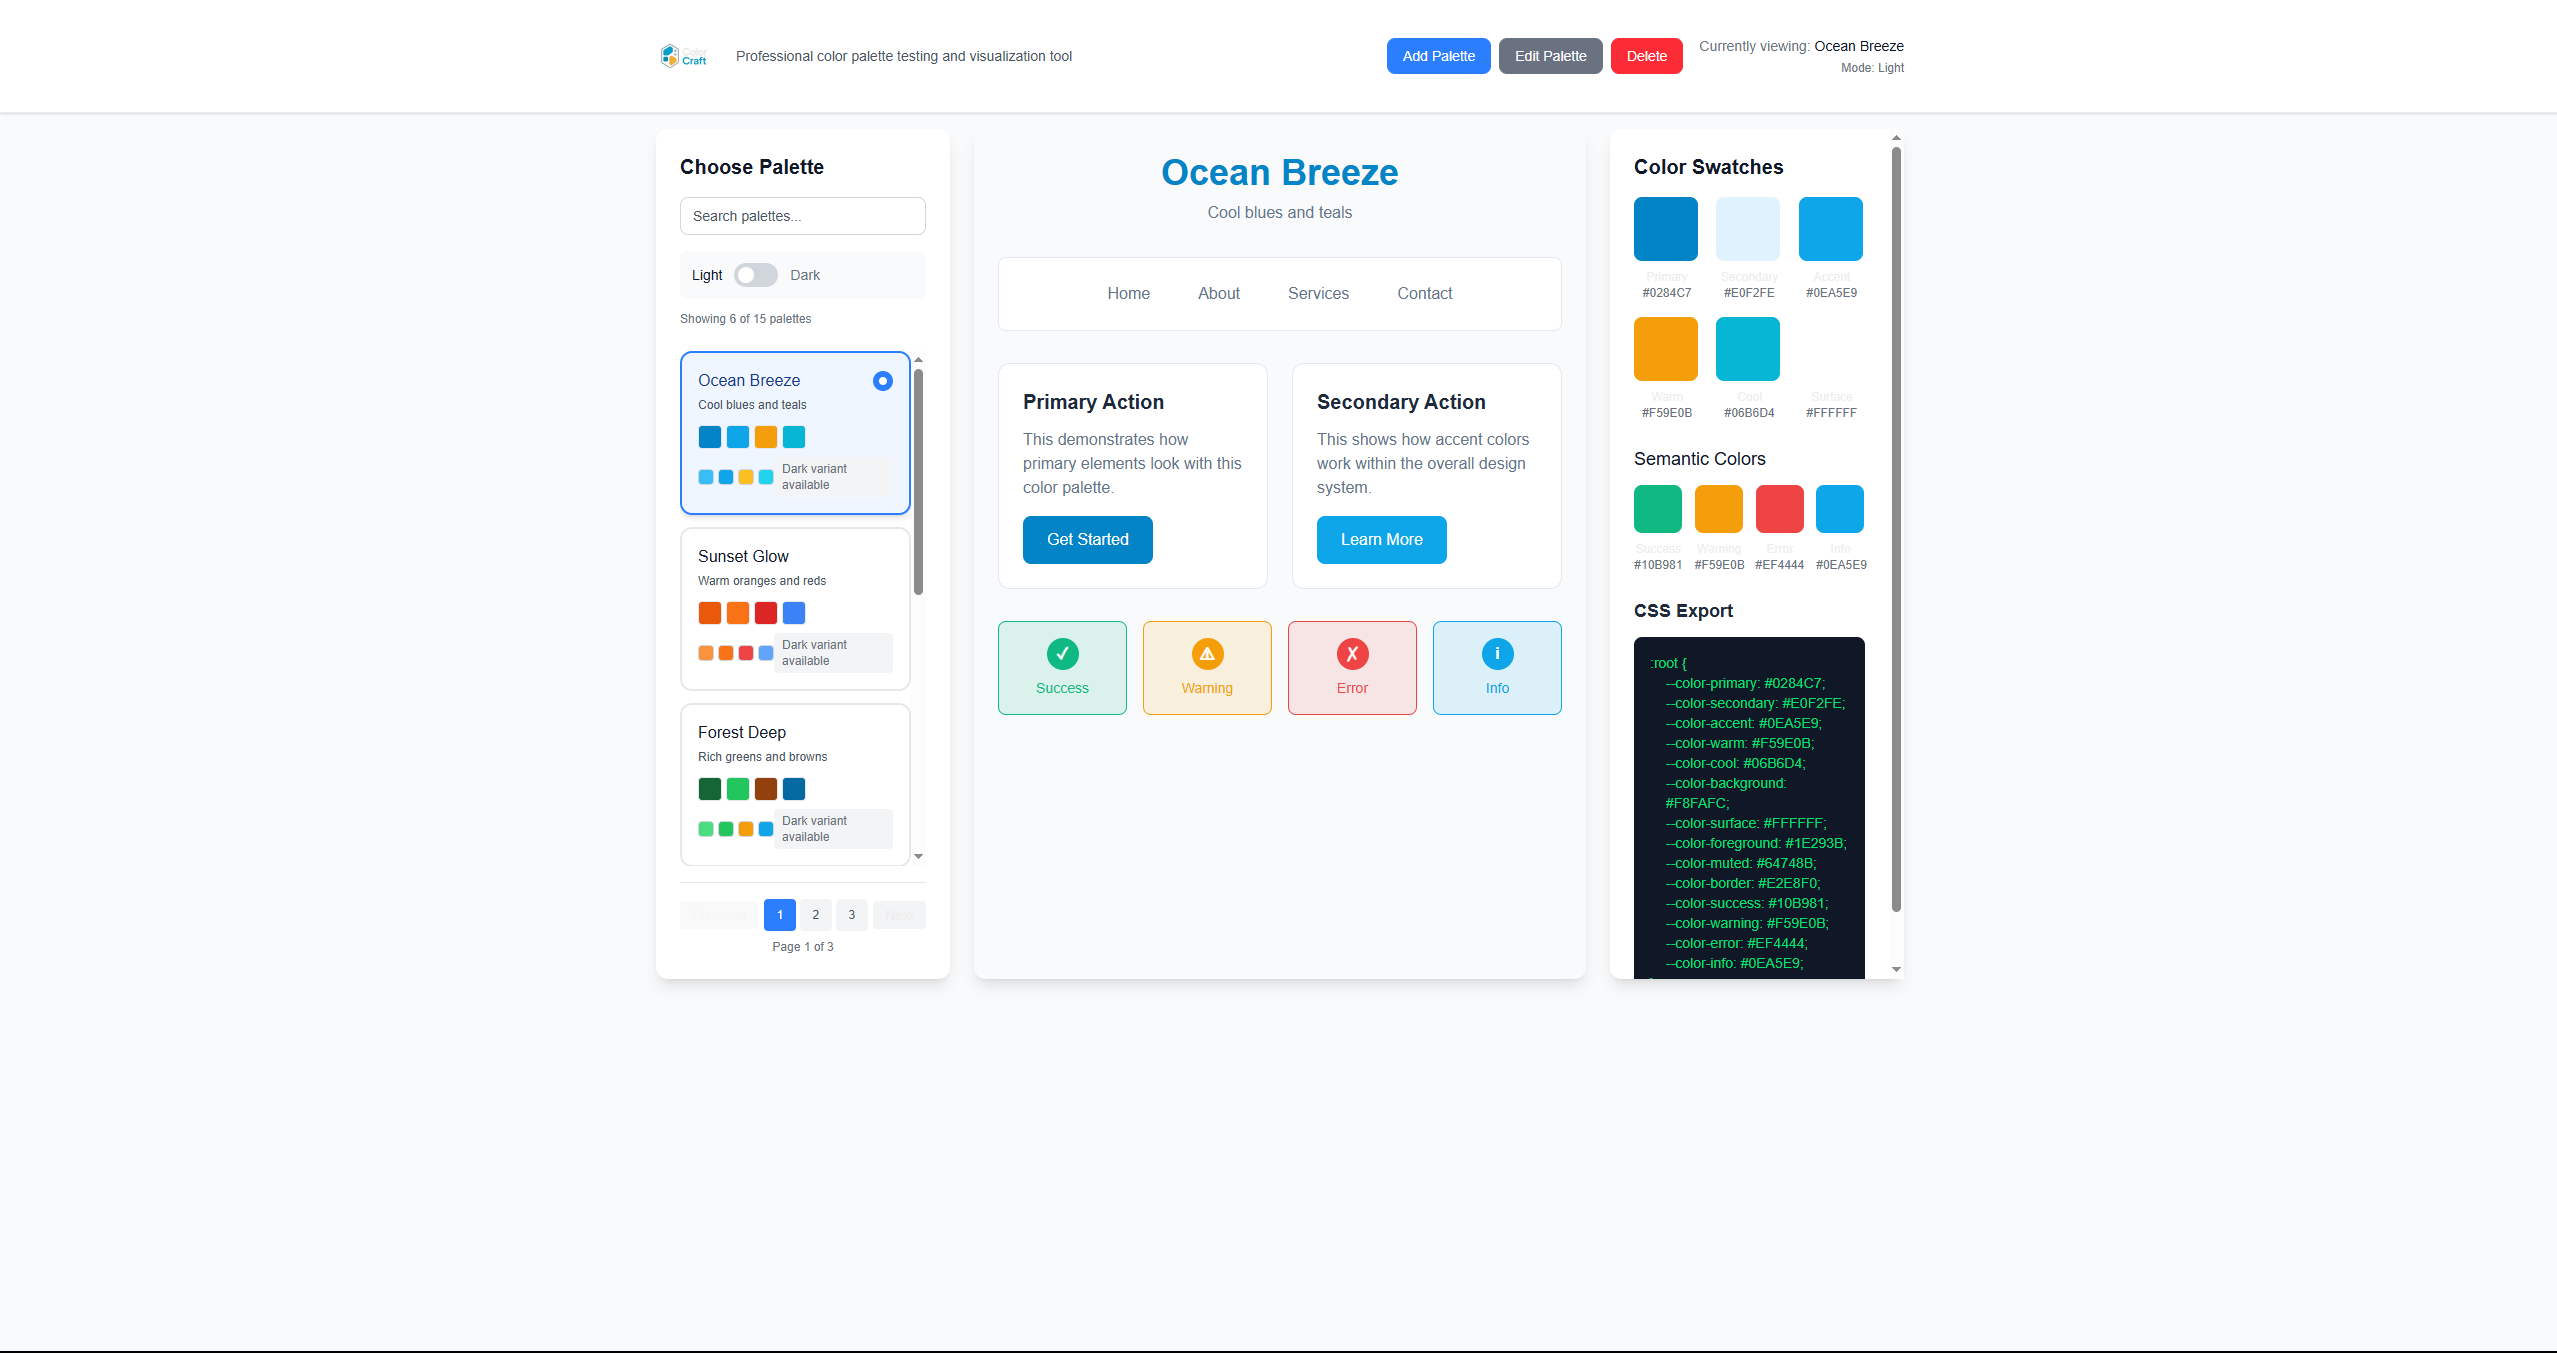 Color
Craft
Professional color palette testing and visualization tool
Add Palette
Edit Palette
Delete
Currently viewing: Ocean Breeze
Mode: Light
Choose Palette
Search palettes...
Light
Dark
Showing 6 of 15 palettes
Ocean Breeze
Cool blues and teals
Dark variant
available
Sunset Glow
Warm oranges and reds
Dark variant
available
Forest Deep
Rich greens and browns
Dark variant
available
Previous
1
2
3
Next
Page 1 of 3
Ocean Breeze
Cool blues and teals
Home
About
Services
Contact
Primary Action
This demonstrates how
primary elements look with this
color palette.
Get Started
Secondary Action
This shows how accent colors
work within the overall design
system.
Learn More
Success
Warning
Error
Info
Color Swatches
Primary
#0284C7
Secondary
#E0F2FE
Accent
#0EA5E9
Warm
#F59E0B
Cool
#06B6D4
Surface
#FFFFFF
Semantic Colors
Success
#10B981
Warning
#F59E0B
Error
#EF4444
Info
#0EA5E9
CSS Export
:root {
--color-primary: #0284C7;
--color-secondary: #E0F2FE;
--color-accent: #0EA5E9;
--color-warm: #F59E0B;
--color-cool: #06B6D4;
--color-background:
#F8FAFC;
--color-surface: #FFFFFF;
--color-foreground: #1E293B;
--color-muted: #64748B;
--color-border: #E2E8F0;
--color-success: #10B981;
--color-warning: #F59E0B;
--color-error: #EF4444;
--color-info: #0EA5E9;